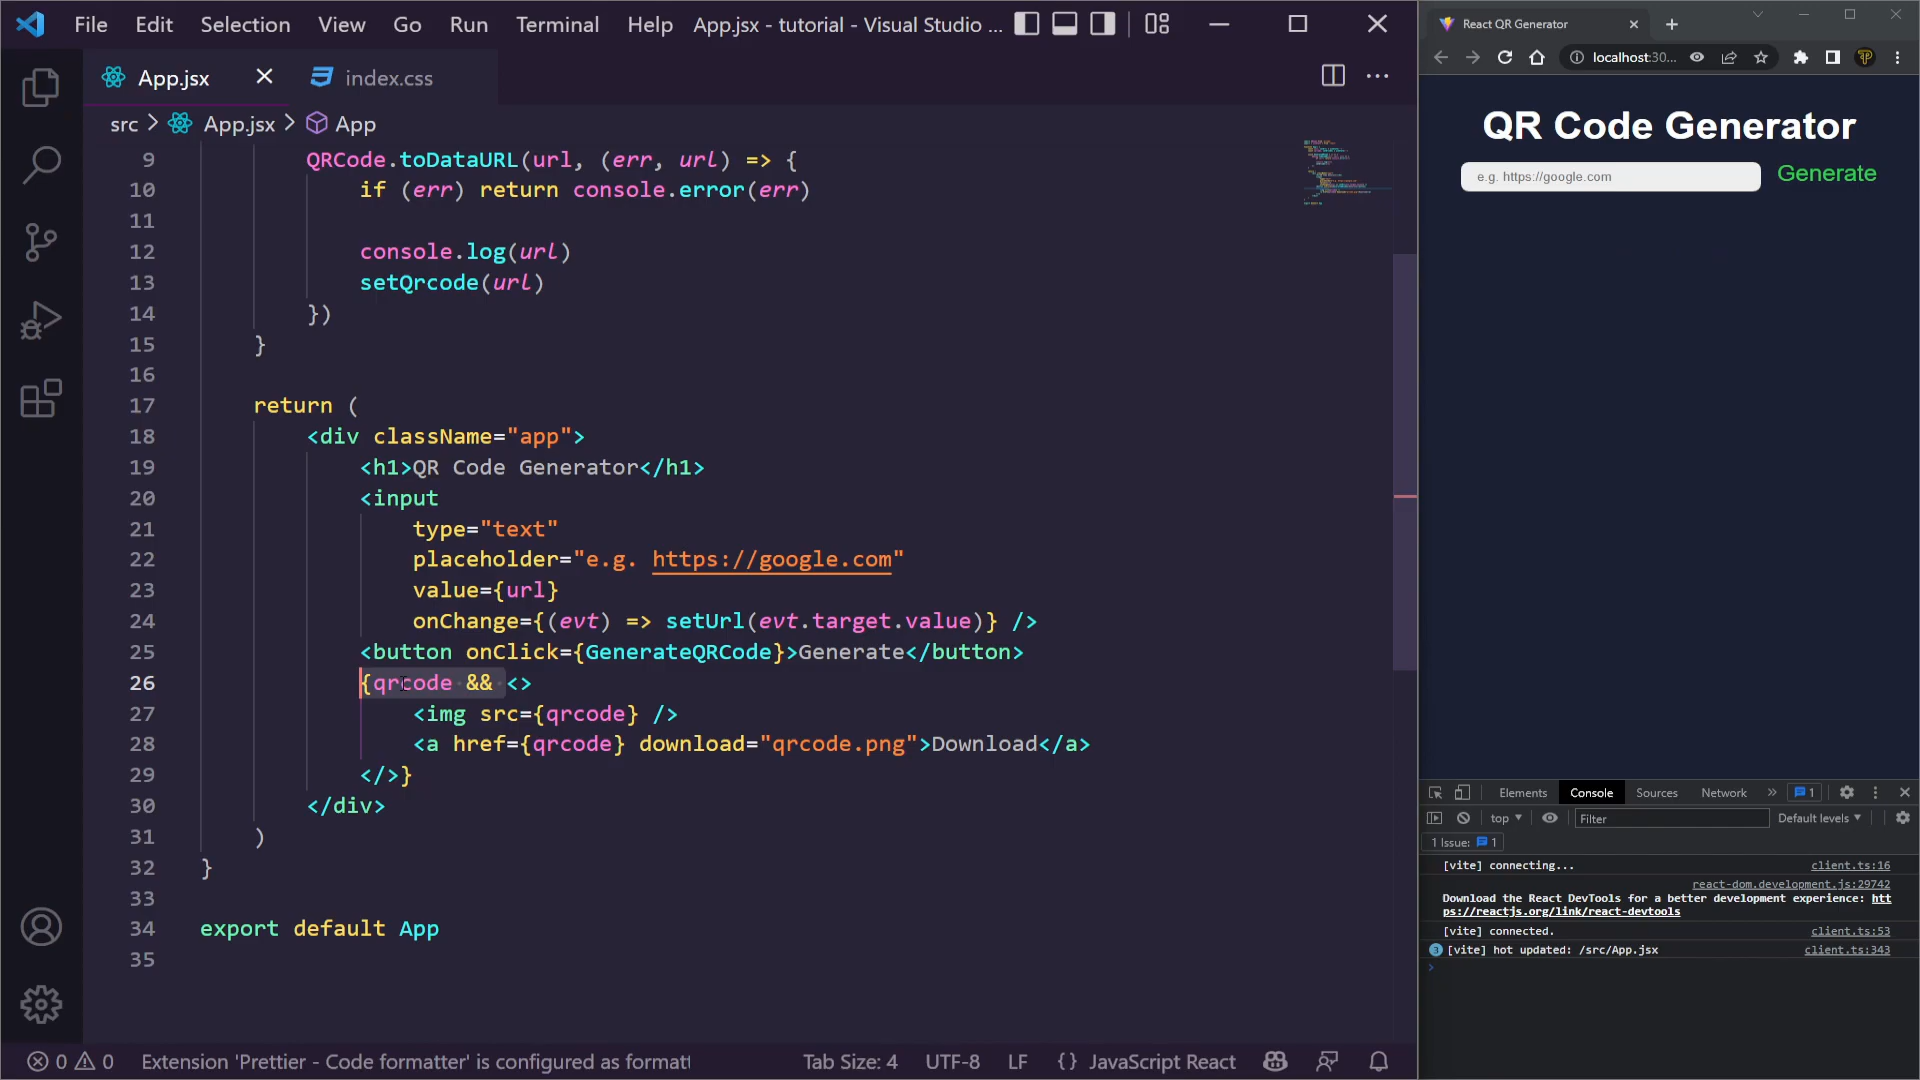 File Edit Selection View Go Run Terminal Help App.jsx - tutorial - Visual Studio ...
App.jsx index.css
src > App.jsx > App
9 QRCode.toDataURL(url, (err, url) => {
10 if (err) return console.error(err)
11
12 console.log(url)
13 setQrcode(url)
14 })
15 }
16
17 return (
18 <div className="app">
19 <h1>QR Code Generator</h1>
20 <input
21 type="text"
22 placeholder="e.g. https://google.com"
23 value={url}
24 onChange={(evt) => setUrl(evt.target.value)} />
25 <button onClick={GenerateQRCode}>Generate</button>
26 {qrcode && <>
27 <img src={qrcode} />
28 <a href={qrcode} download="qrcode.png">Download</a>
29 </>}
30 </div>
31 )
32 }
33
34 export default App
35
0 0 Extension 'Prettier - Code formatter' is configured as formatt Tab Size: 4 UTF-8 LF {} JavaScript React
React QR Generator
localhost:30...
QR Code Generator
e.g. https://google.com Generate
Elements Console Sources Network » 1
top Filter Default levels
1 Issue: 1
[vite] connecting... client.ts:16
react-dom.development.js:29742
Download the React DevTools for a better development experience: htt
ps://reactjs.org/link/react-devtools
[vite] connected. client.ts:53
3 [vite] hot updated: /src/App.jsx client.ts:343